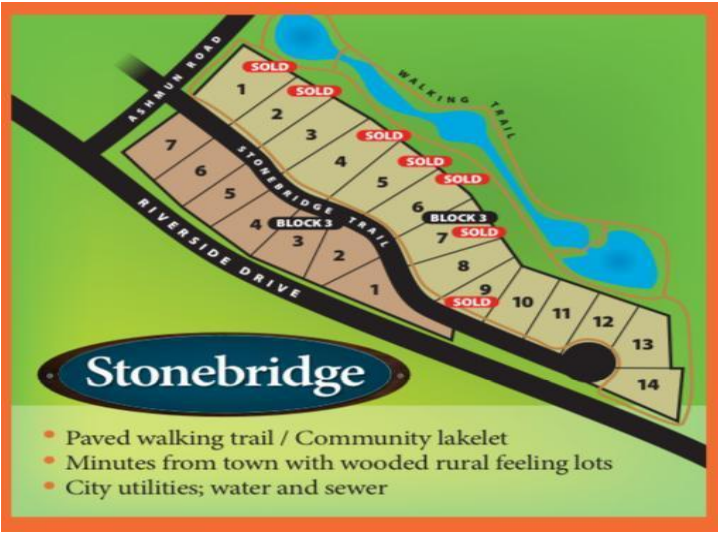 ASHMUN ROAD
WALKING TRAIL
SOLD
1
SOLD
2
3
SOLD
4
SOLD
5
SOLD
6
BLOCK 3
7
SOLD
8
9
SOLD
10
11
12
13
14
STONEBRIDGE TRAIL
7
6
5
4
BLOCK 3
3
2
1
RIVERSIDE DRIVE
Stonebridge
• Paved walking trail / Community lakelet
• Minutes from town with wooded rural feeling lots
• City utilities; water and sewer